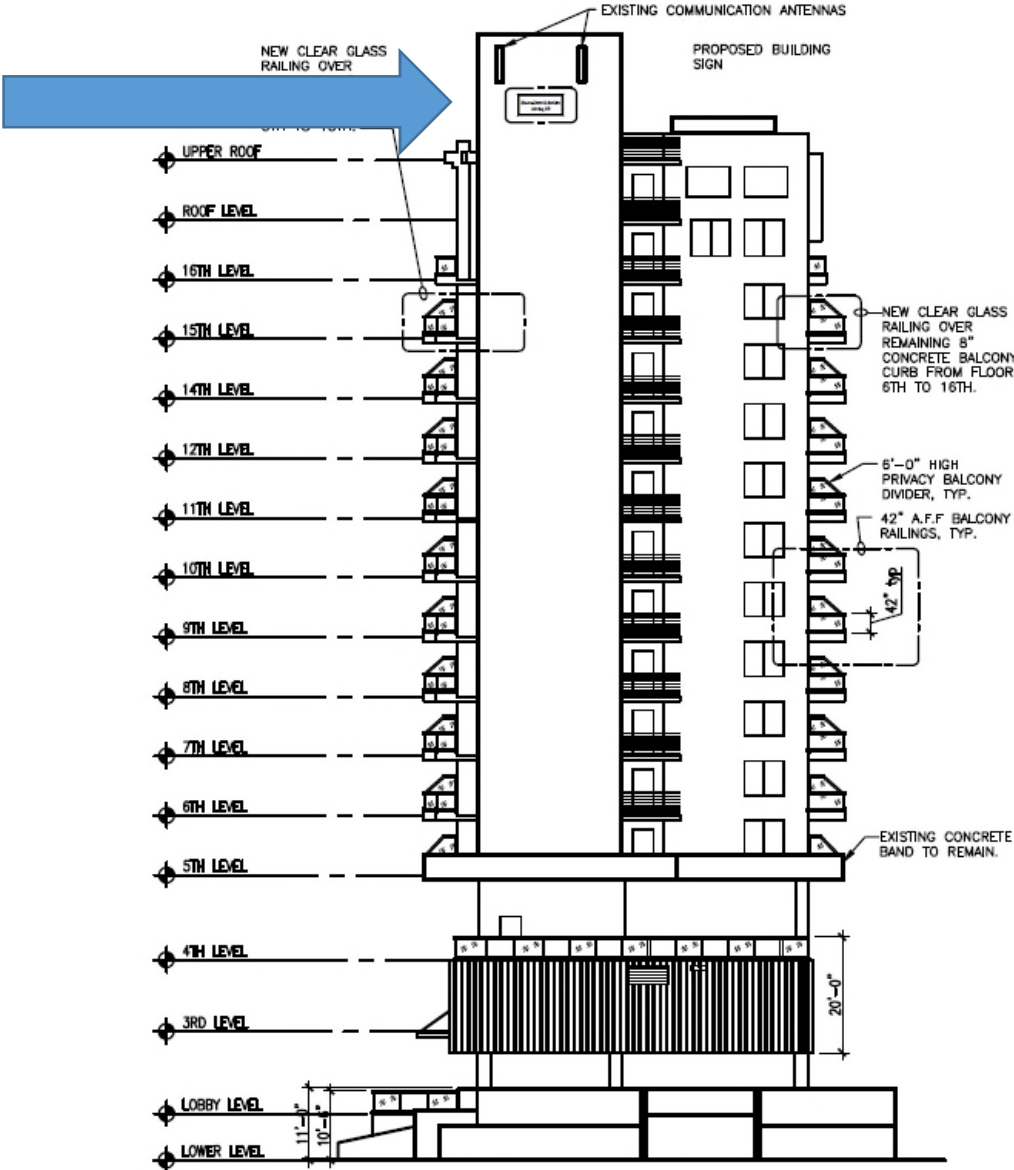 EXISTING COMMUNICATION ANTENNAS
NEW CLEAR GLASS
RAILING OVER
PROPOSED BUILDING
SIGN
UPPER ROOF
ROOF LEVEL
16TH LEVEL
15TH LEVEL
14TH LEVEL
12TH LEVEL
11TH LEVEL
10TH LEVEL
9TH LEVEL
8TH LEVEL
7TH LEVEL
6TH LEVEL
5TH LEVEL
4TH LEVEL
3RD LEVEL
LOBBY LEVEL
LOWER LEVEL
NEW CLEAR GLASS
RAILING OVER
REMAINING 8"
CONCRETE BALCONY
CURB FROM FLOOR
6TH TO 16TH.
6'-0" HIGH
PRIVACY BALCONY
DIVIDER, TYP.
42" A.F.F BALCONY
RAILINGS, TYP.
42" TYP
EXISTING CONCRETE
BAND TO REMAIN.
20'-0"
11'-0"
10'-6"